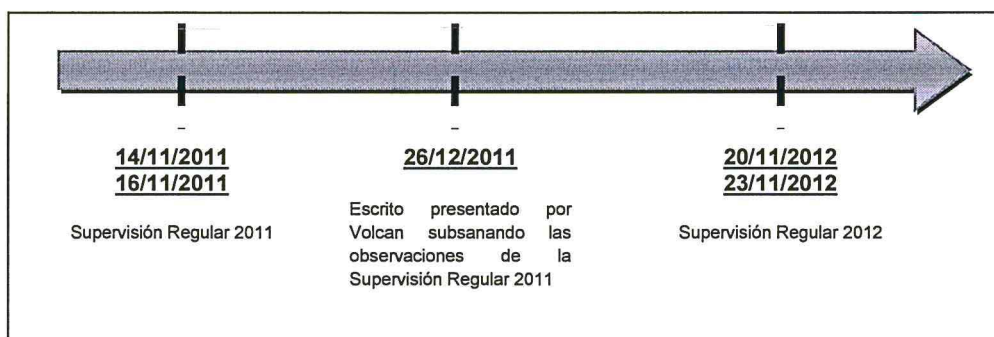 14/11/2011
16/11/2011
Supervisión Regular 2011
26/12/2011
Escrito presentado por
Volcan subsanando las
observaciones de la
Supervisión Regular 2011
20/11/2012
23/11/2012
Supervisión Regular 2012